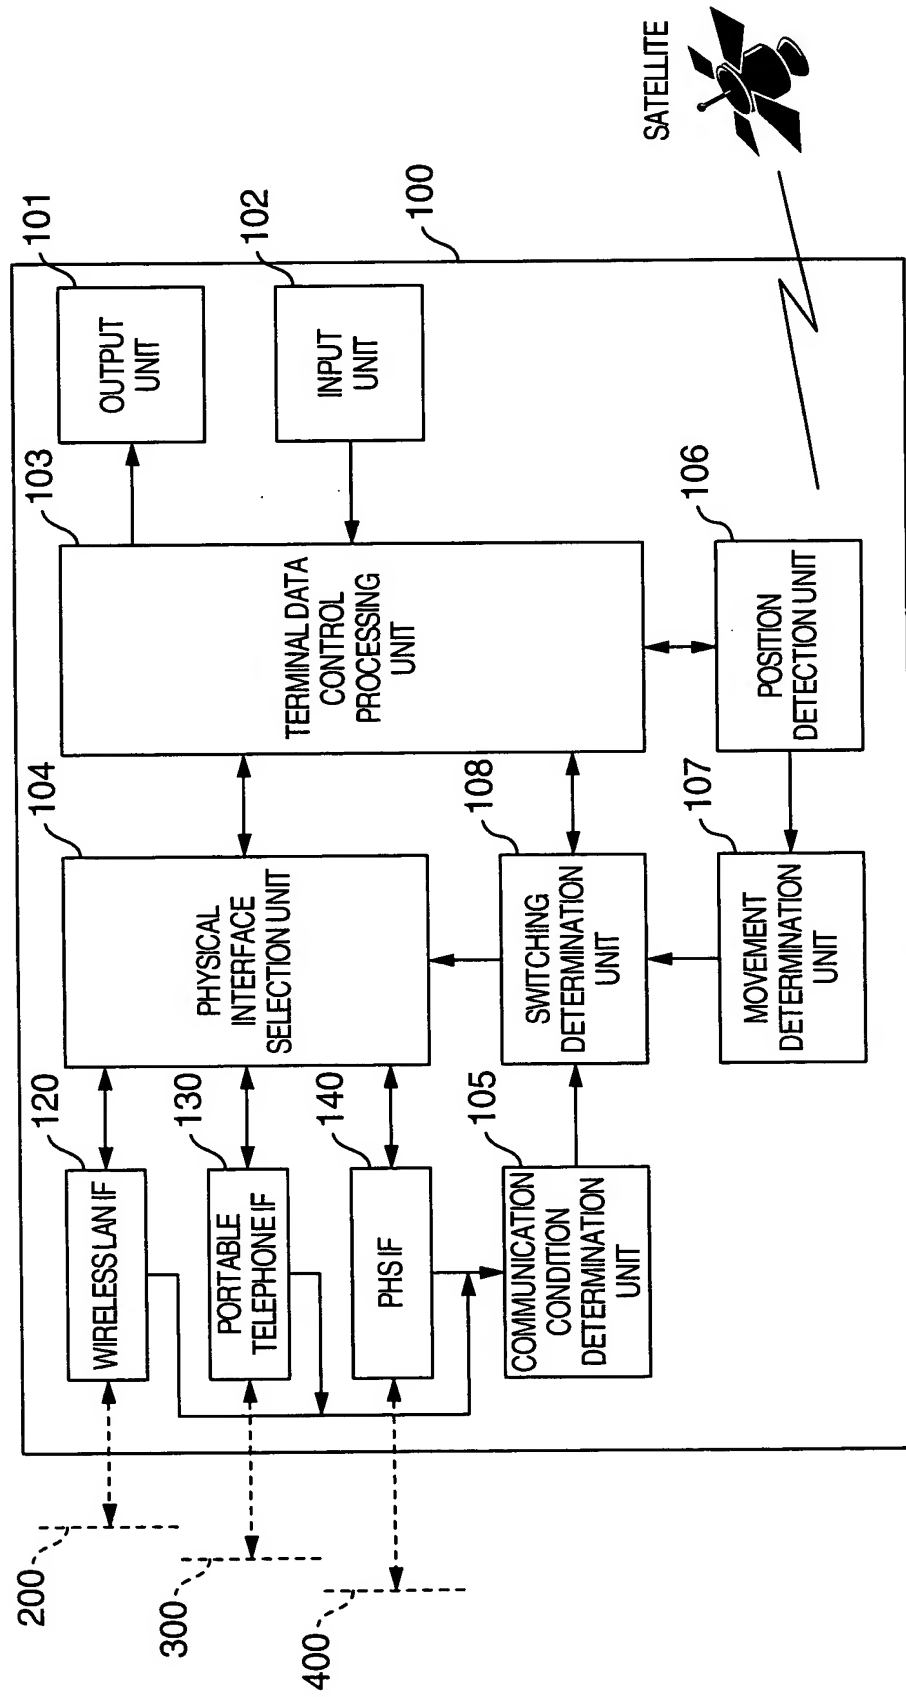 200
300
400
120
WIRELESS LAN IF
130
PORTABLE
TELEPHONE IF
140
PHS IF
105
COMMUNICATION
CONDITION
DETERMINATION
UNIT
104
PHYSICAL
INTERFACE
SELECTION UNIT
108
SWITCHING
DETERMINATION
UNIT
107
MOVEMENT
DETERMINATION
UNIT
103
TERMINAL DATA
CONTROL
PROCESSING
UNIT
106
POSITION
DETECTION UNIT
101
OUTPUT
UNIT
102
INPUT
UNIT
100
SATELLITE